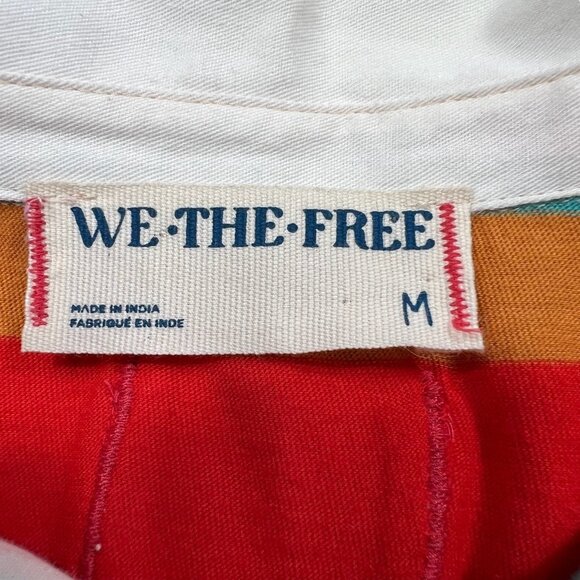 WE·THE·FREE
MADE IN INDIA
FABRIQUÉ EN INDE
M